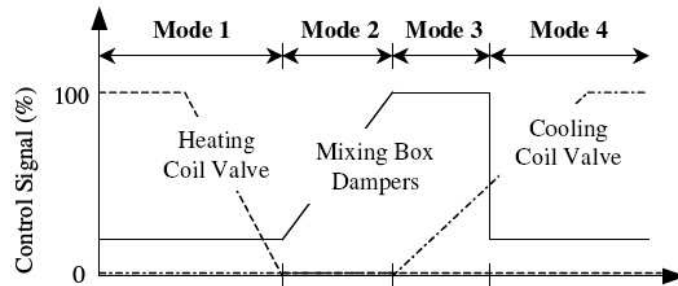 Mode 1 Mode 2 Mode 3 Mode 4
Control Signal (%)
100
0
Heating
Coil Valve
Mixing Box
Dampers
Cooling
Coil Valve